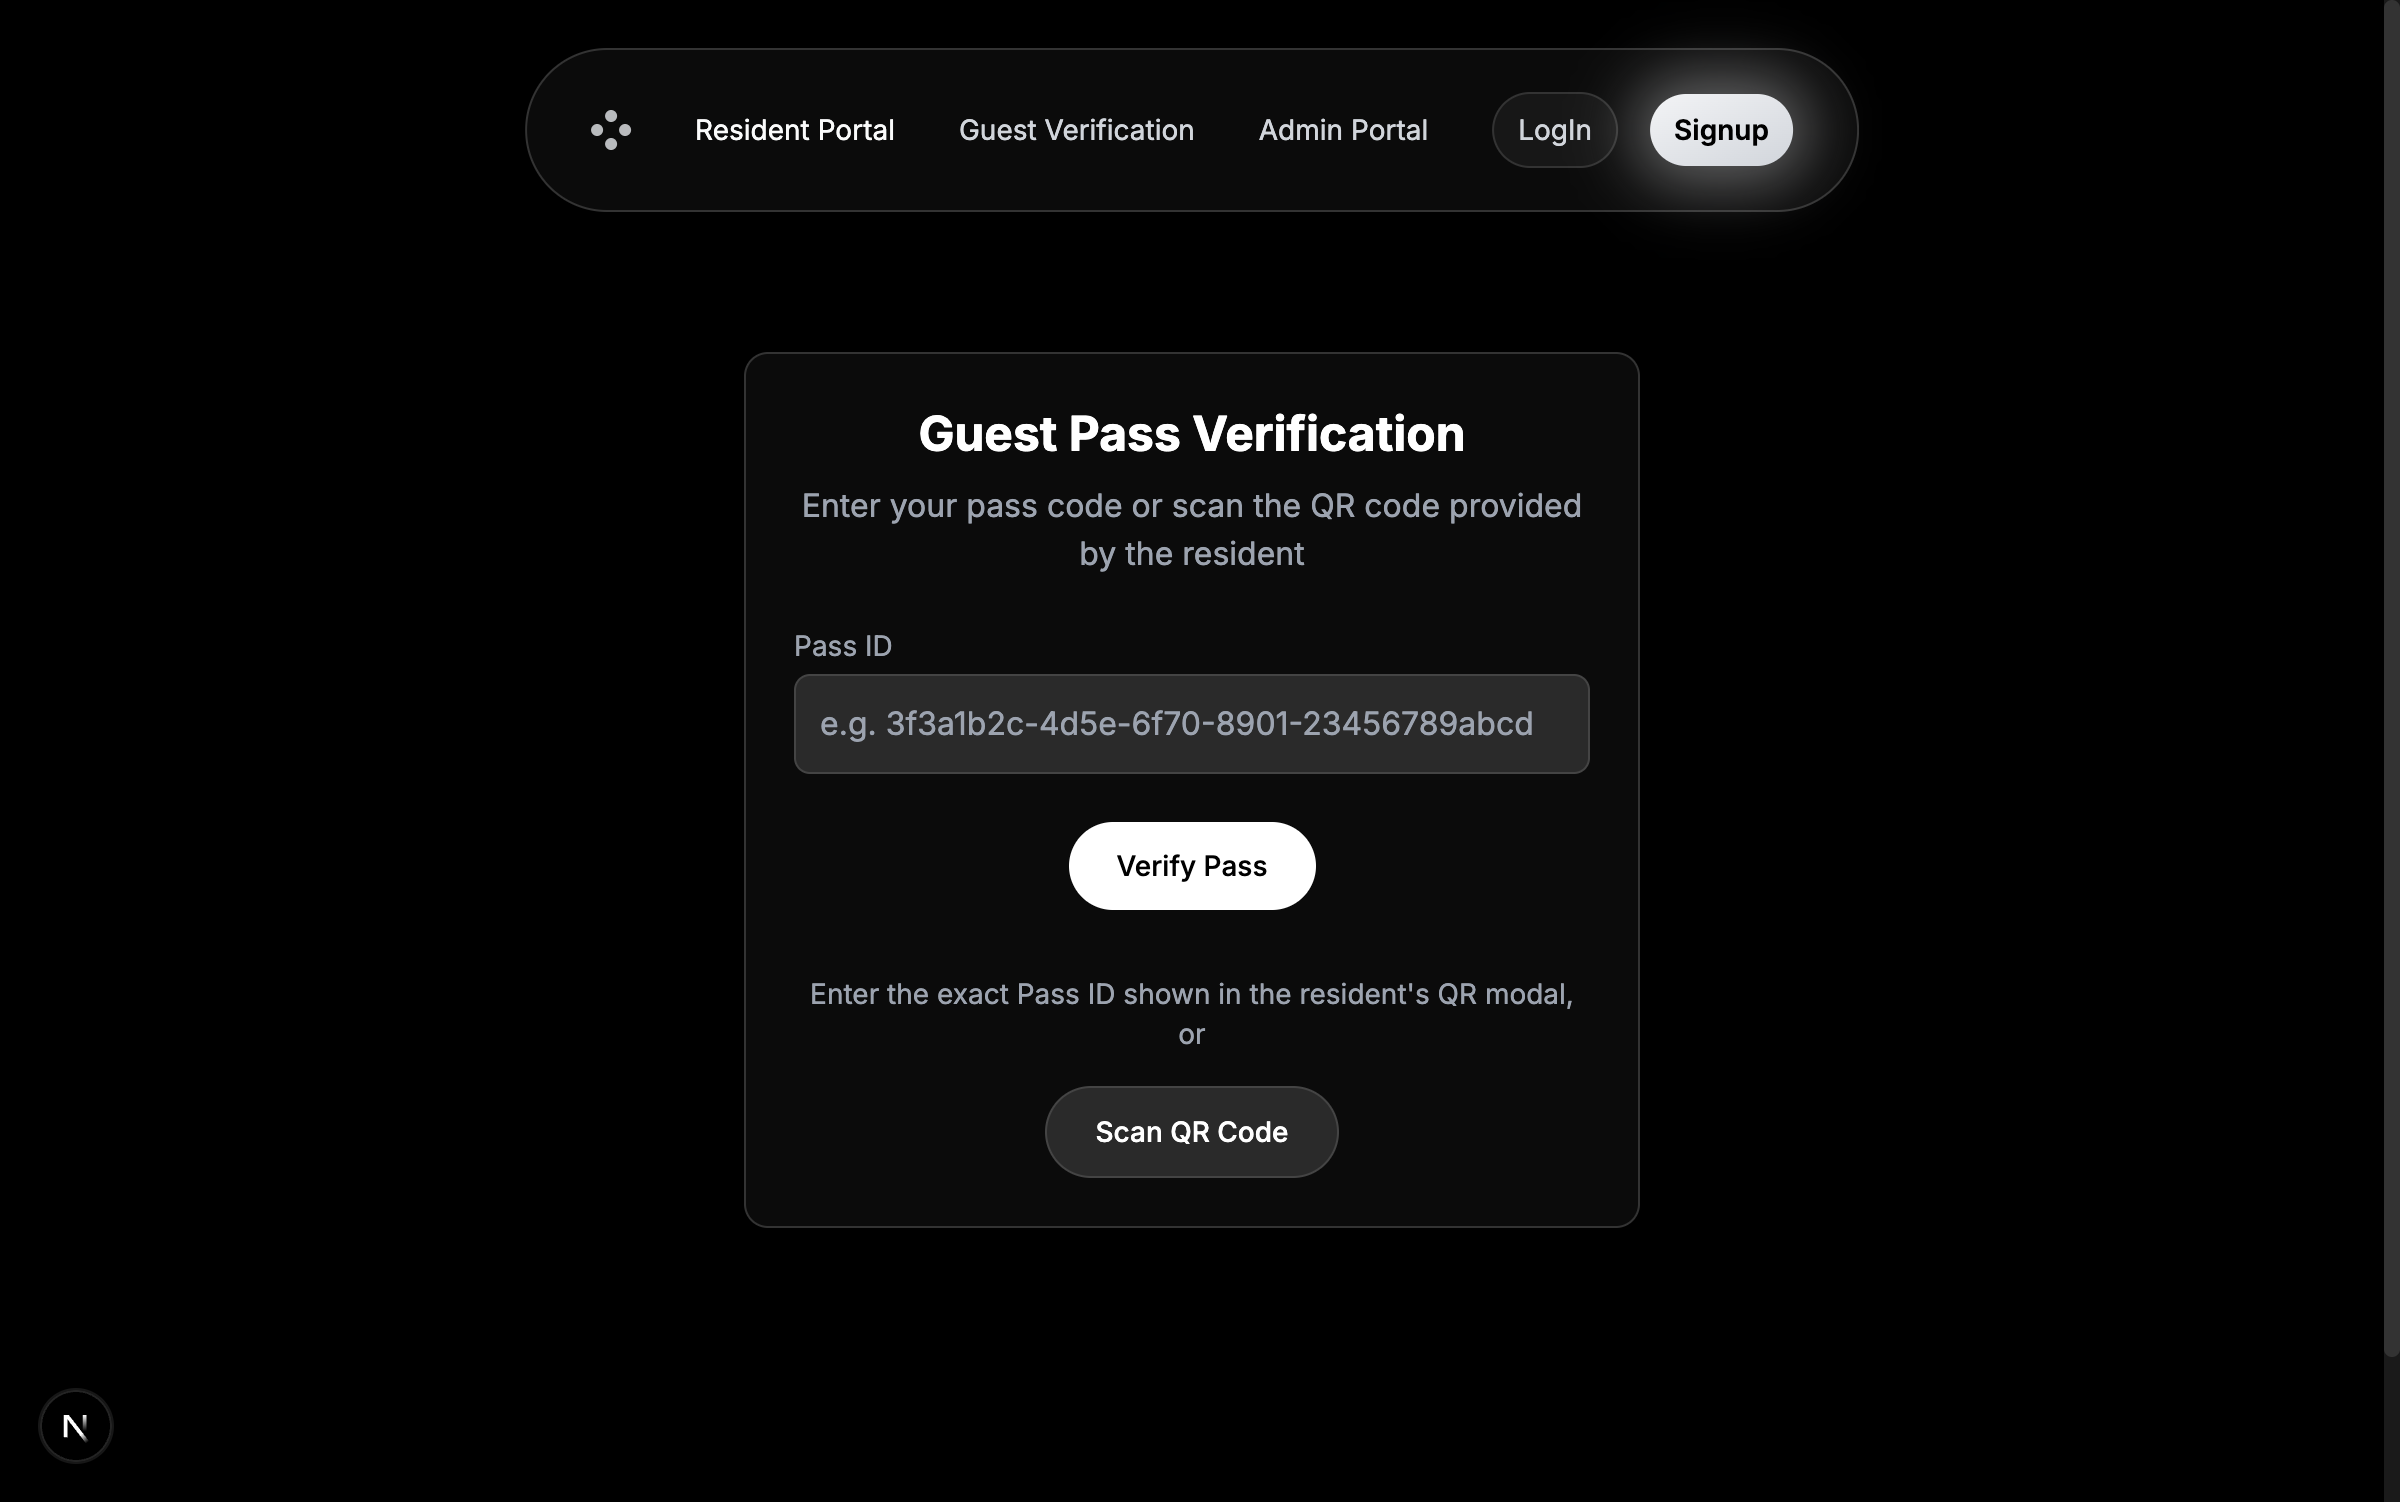 Resident Portal Guest Verification Admin Portal LogIn Signup
Guest Pass Verification
Enter your pass code or scan the QR code provided
by the resident
Pass ID
e.g. 3f3a1b2c-4d5e-6f70-8901-23456789abcd
Verify Pass
Enter the exact Pass ID shown in the resident's QR modal,
or
Scan QR Code
N